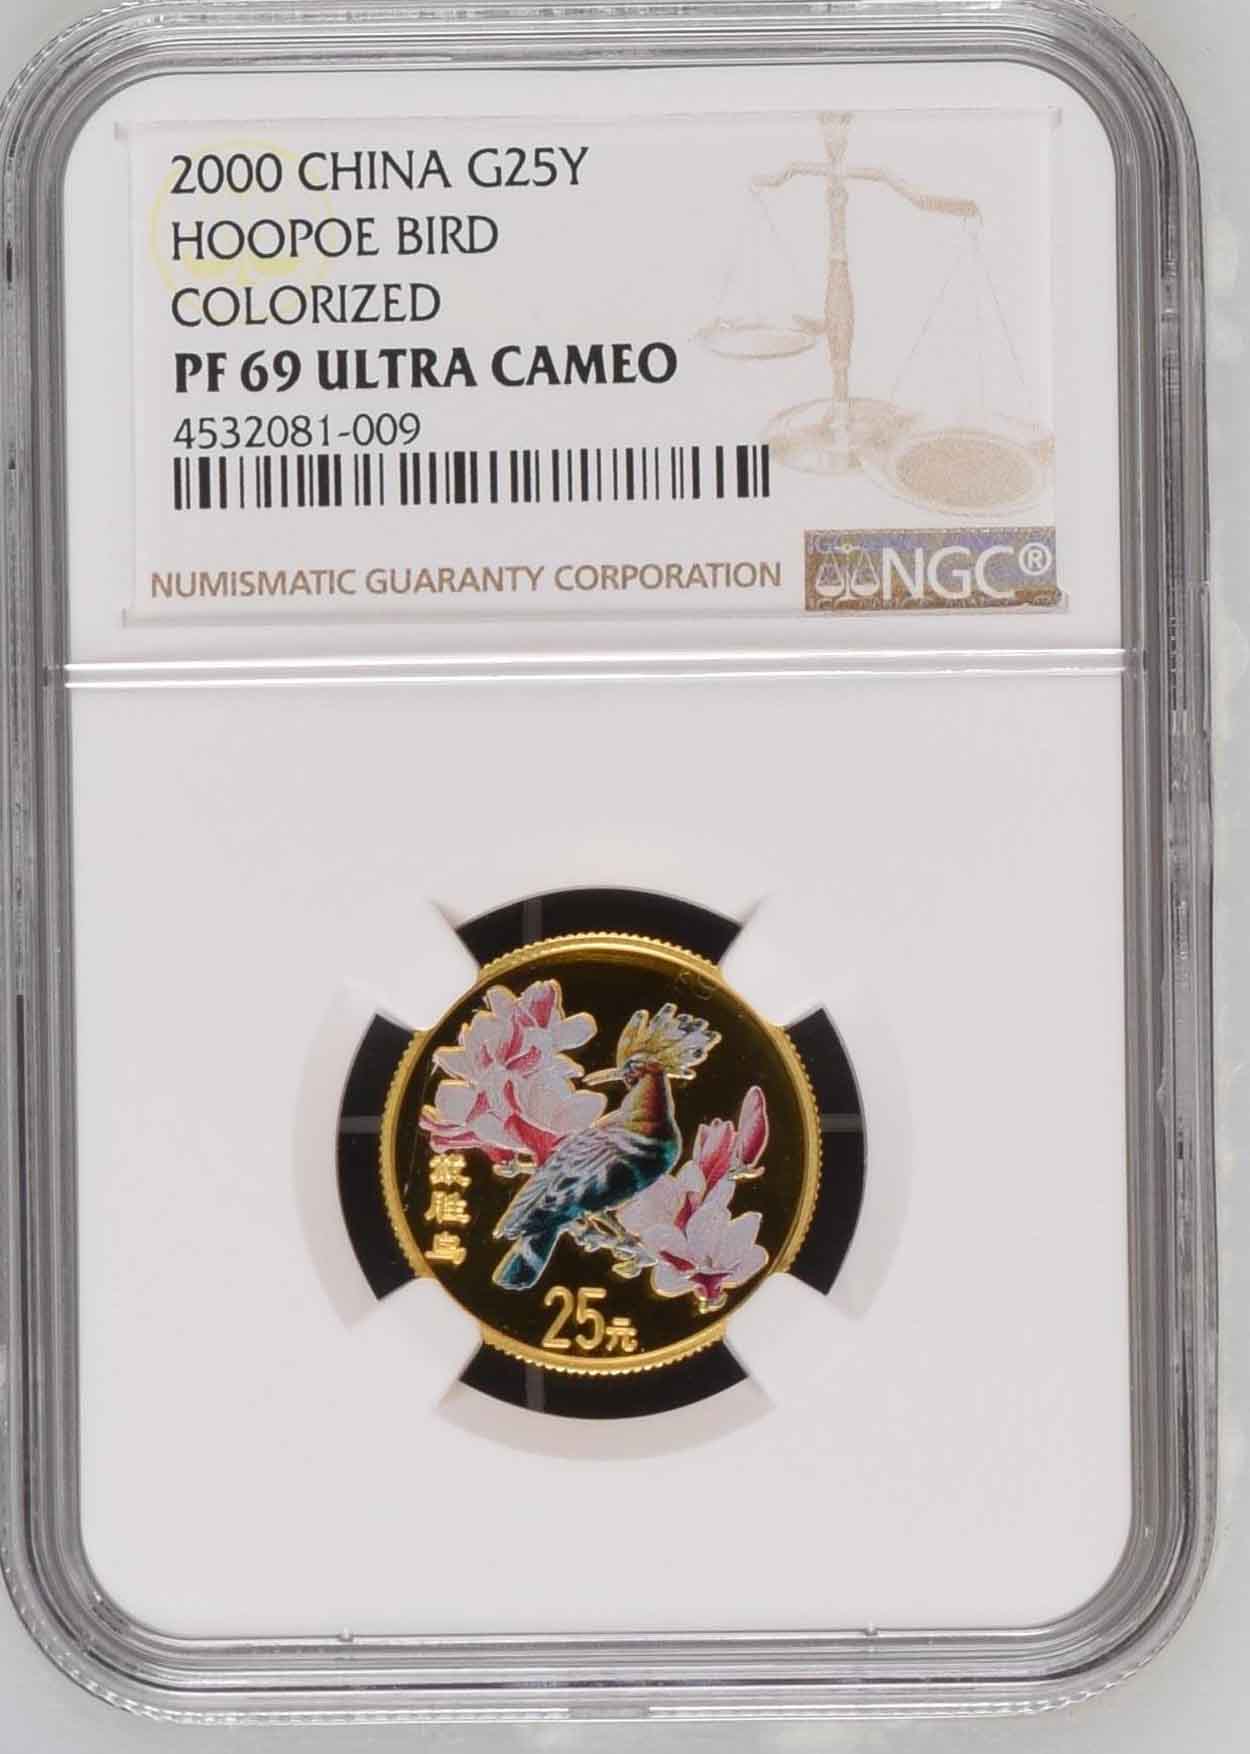 2000 CHINA G25Y
HOOPOE BIRD
COLORIZED
PF 69 ULTRA CAMEO
4532081-009
NUMISMATIC GUARANTY CORPORATION
NGC®
戴胜鸟
25元